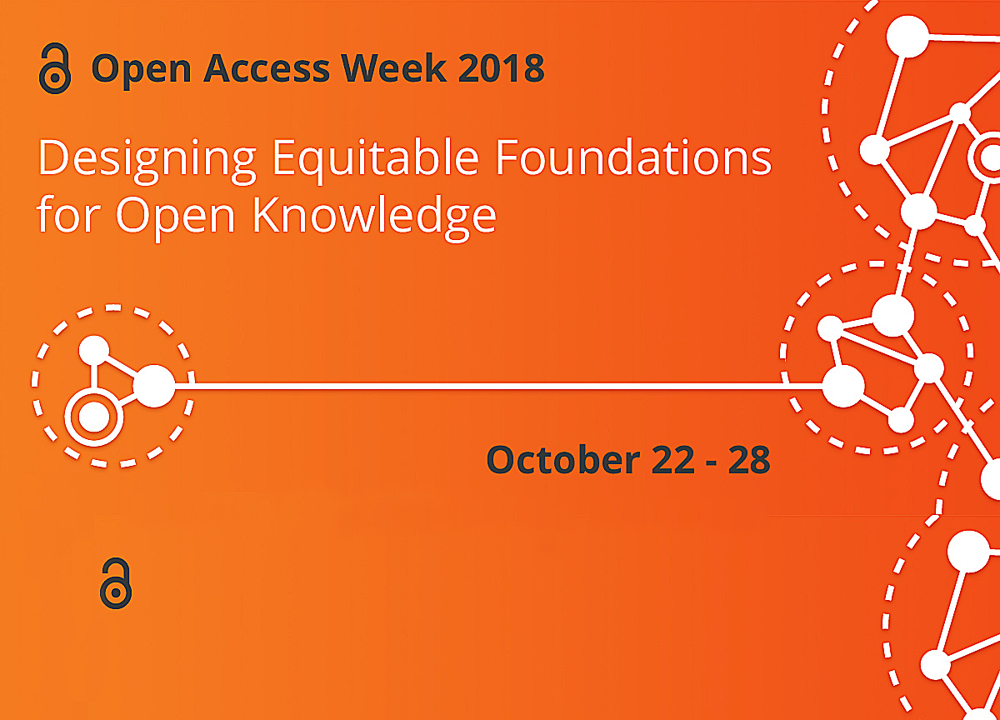 Open Access Week 2018
Designing Equitable Foundations
for Open Knowledge
October 22 - 28